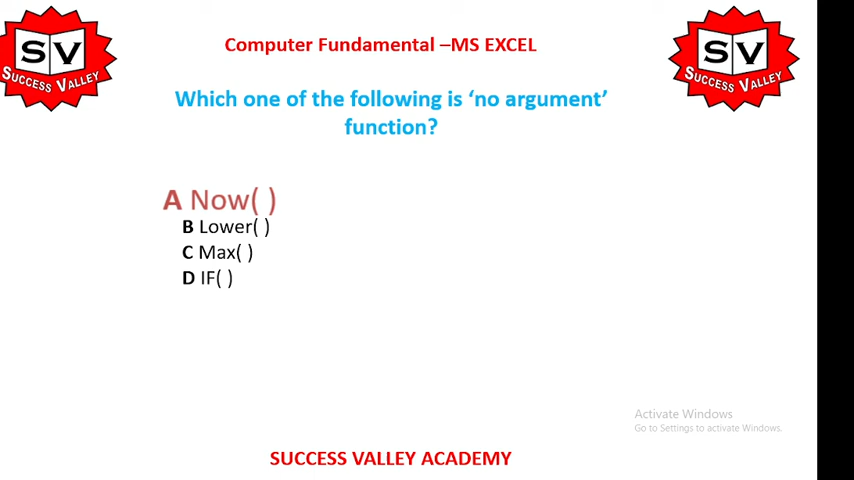 SV
SUCCESS VALLEY
Computer Fundamental –MS EXCEL
SV
SUCCESS VALLEY
Which one of the following is ‘no argument’
function?
A Now( )
B Lower( )
C Max( )
D IF( )
Activate Windows
Go to Settings to activate Windows.
SUCCESS VALLEY ACADEMY